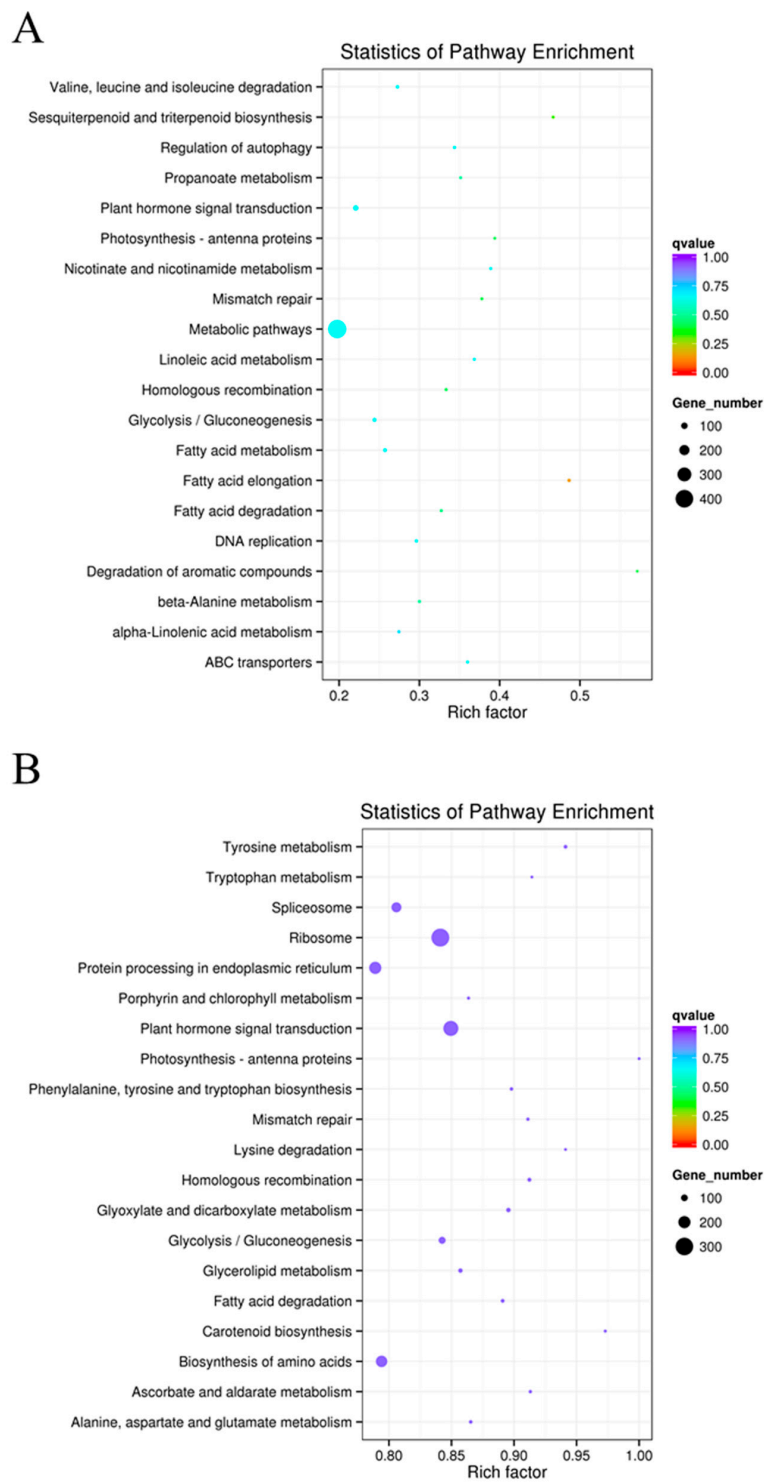 A
Statistics of Pathway Enrichment
Valine, leucine and isoleucine degradation
Sesquiterpenoid and triterpenoid biosynthesis
Regulation of autophagy
Propanoate metabolism
Plant hormone signal transduction
Photosynthesis - antenna proteins
Nicotinate and nicotinamide metabolism
Mismatch repair
Metabolic pathways
Linoleic acid metabolism
Homologous recombination
Glycolysis / Gluconeogenesis
Fatty acid metabolism
Fatty acid elongation
Fatty acid degradation
DNA replication
Degradation of aromatic compounds
beta-Alanine metabolism
alpha-Linolenic acid metabolism
ABC transporters
0.2 0.3 0.4 0.5
Rich factor
qvalue
1.00
0.75
0.50
0.25
0.00
Gene_number
100
200
300
400
B
Statistics of Pathway Enrichment
Tyrosine metabolism
Tryptophan metabolism
Spliceosome
Ribosome
Protein processing in endoplasmic reticulum
Porphyrin and chlorophyll metabolism
Plant hormone signal transduction
Photosynthesis - antenna proteins
Phenylalanine, tyrosine and tryptophan biosynthesis
Mismatch repair
Lysine degradation
Homologous recombination
Glyoxylate and dicarboxylate metabolism
Glycolysis / Gluconeogenesis
Glycerolipid metabolism
Fatty acid degradation
Carotenoid biosynthesis
Biosynthesis of amino acids
Ascorbate and aldarate metabolism
Alanine, aspartate and glutamate metabolism
0.80 0.85 0.90 0.95 1.00
Rich factor
qvalue
1.00
0.75
0.50
0.25
0.00
Gene_number
100
200
300